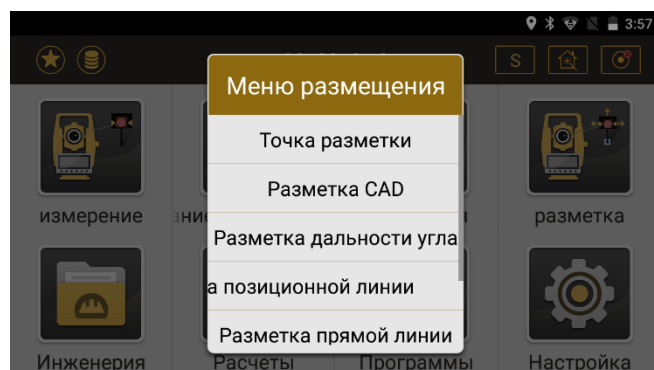 3:57
S
Меню размещения
Точка разметки
Разметка CAD
Разметка дальности угла
а позиционной линии
Разметка прямой линии
измерение
ние
разметка
Инженерия
Расчеты
Программы
Настройка